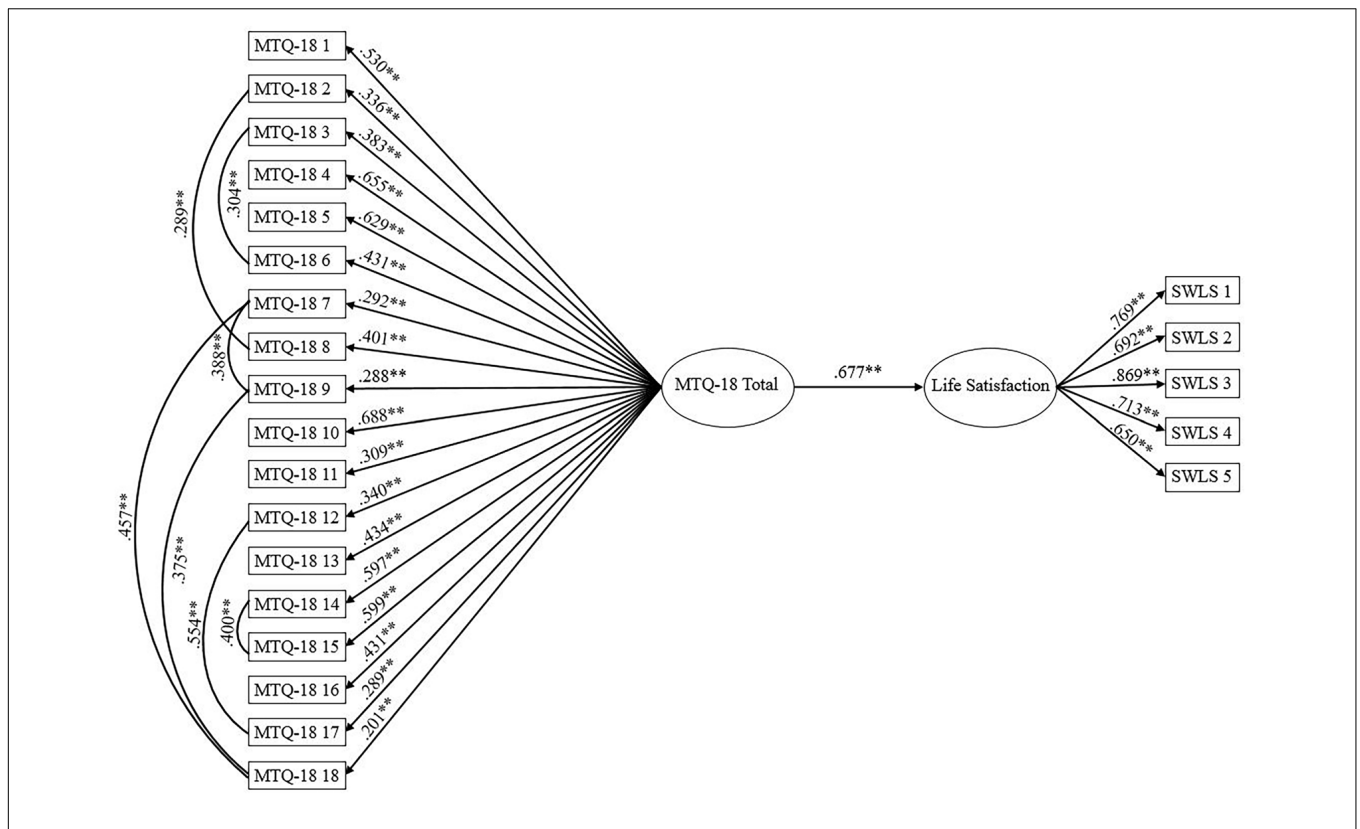 MTQ-18 1
.530**
MTQ-18 2
.336**
MTQ-18 3
.383**
MTQ-18 4
.655**
MTQ-18 5
.629**
MTQ-18 6
.431**
MTQ-18 7
.292**
MTQ-18 8
.401**
MTQ-18 9
.288**
MTQ-18 10
.688**
MTQ-18 11
.309**
MTQ-18 12
.340**
MTQ-18 13
.434**
MTQ-18 14
.597**
MTQ-18 15
.599**
MTQ-18 16
.431**
MTQ-18 17
.289**
MTQ-18 18
.201**
.289**
.304**
.388**
.457**
.375**
.554**
.400**
MTQ-18 Total
.677**
Life Satisfaction
.769**
SWLS 1
.692**
SWLS 2
.869**
SWLS 3
.713**
SWLS 4
.650**
SWLS 5